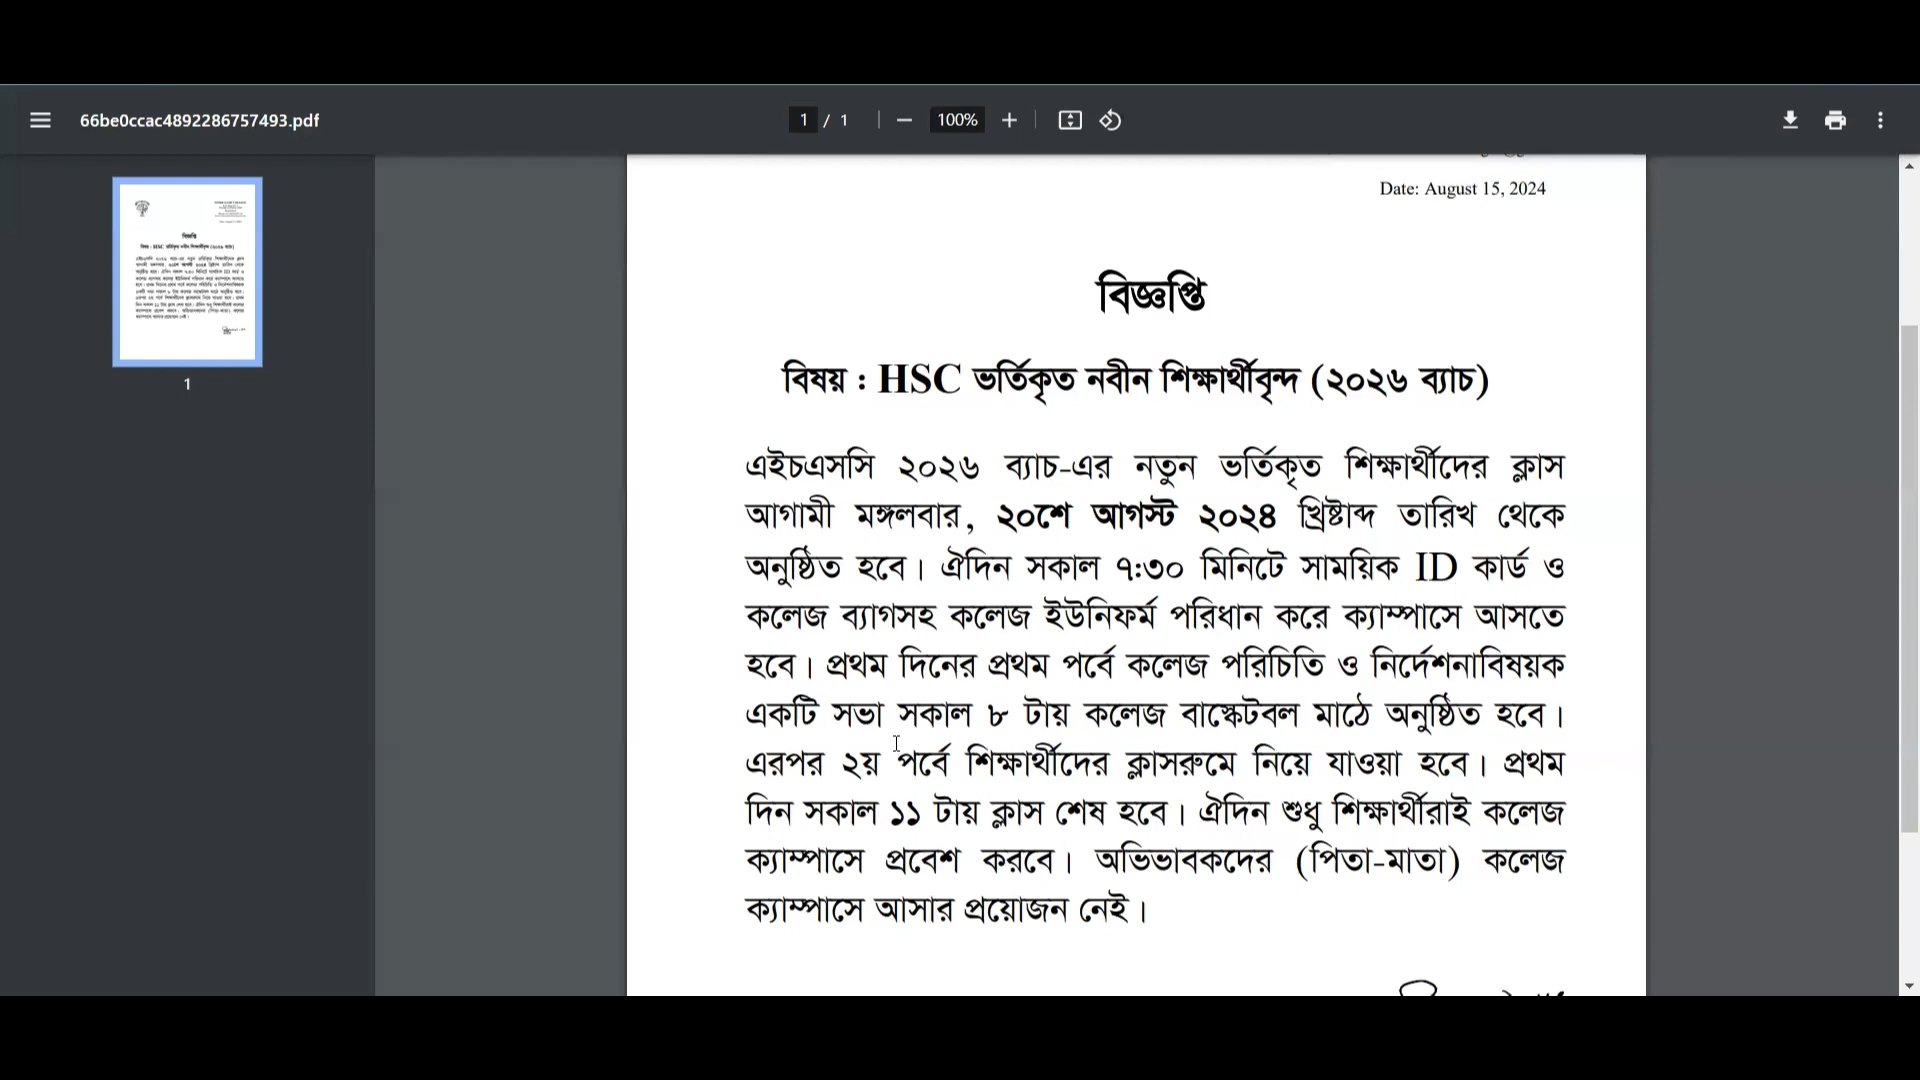 66be0ccac4892286757493.pdf
1 / 1
100%
1
Date: August 15, 2024
বিজ্ঞপ্তি
বিষয় : HSC ভর্তিকৃত নবীন শিক্ষার্থীবৃন্দ (২০২৬ ব্যাচ)
এইচএসসি ২০২৬ ব্যাচ-এর নতুন ভর্তিকৃত শিক্ষার্থীদের ক্লাস
আগামী মঙ্গলবার, ২০শে আগস্ট ২০২৪ খ্রিষ্টাব্দ তারিখ থেকে
অনুষ্ঠিত হবে। ঐদিন সকাল ৭:৩০ মিনিটে সাময়িক ID কার্ড ও
কলেজ ব্যাগসহ কলেজ ইউনিফর্ম পরিধান করে ক্যাম্পাসে আসতে
হবে। প্রথম দিনের প্রথম পর্বে কলেজ পরিচিতি ও নির্দেশনাবিষয়ক
একটি সভা সকাল ৮ টায় কলেজ বাস্কেটবল মাঠে অনুষ্ঠিত হবে।
এরপর ২য় পর্বে শিক্ষার্থীদের ক্লাসরুমে নিয়ে যাওয়া হবে। প্রথম
দিন সকাল ১১ টায় ক্লাস শেষ হবে। ঐদিন শুধু শিক্ষার্থীরাই কলেজ
ক্যাম্পাসে প্রবেশ করবে। অভিভাবকদের (পিতা-মাতা) কলেজ
ক্যাম্পাসে আসার প্রয়োজন নেই।